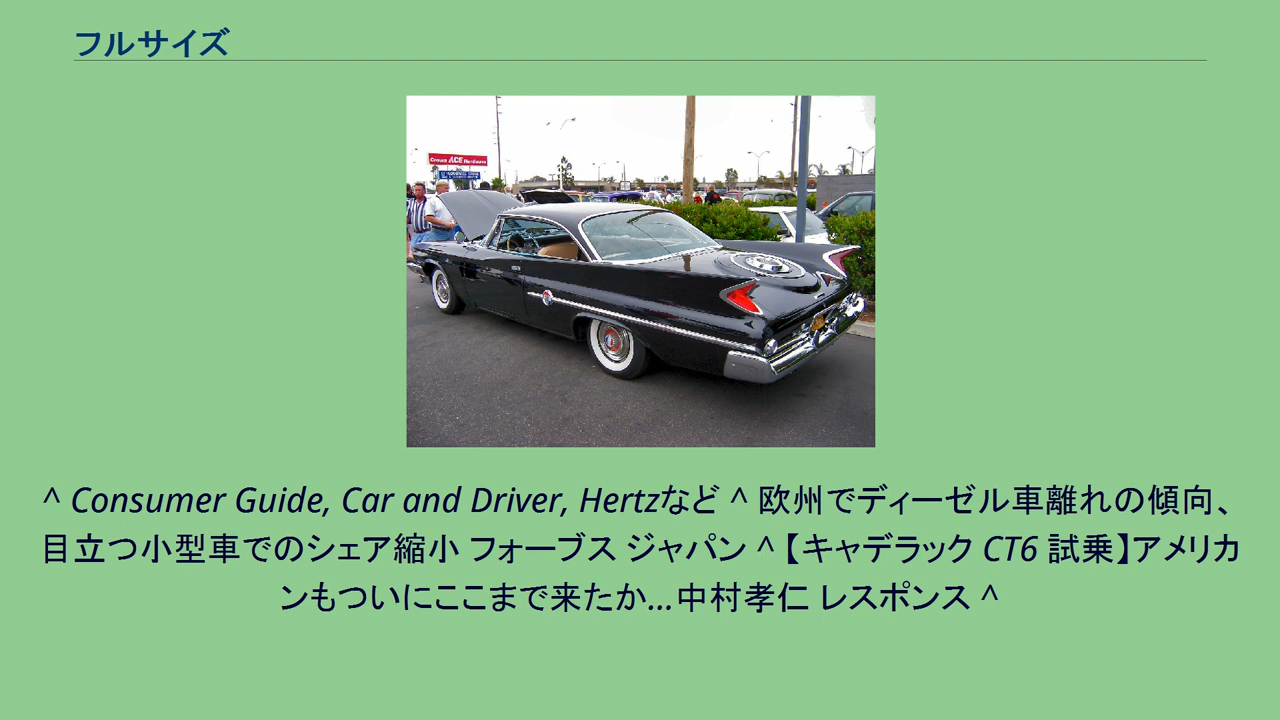 フルサイズ
Crown ACE Hardware
^ Consumer Guide, Car and Driver, Hertzなど ^ 欧州でディーゼル車離れの傾向、
目立つ小型車でのシェア縮小 フォーブス ジャパン ^ 【キャデラック CT6 試乗】アメリカ
ンもついにここまで来たか…中村孝仁 レスポンス ^